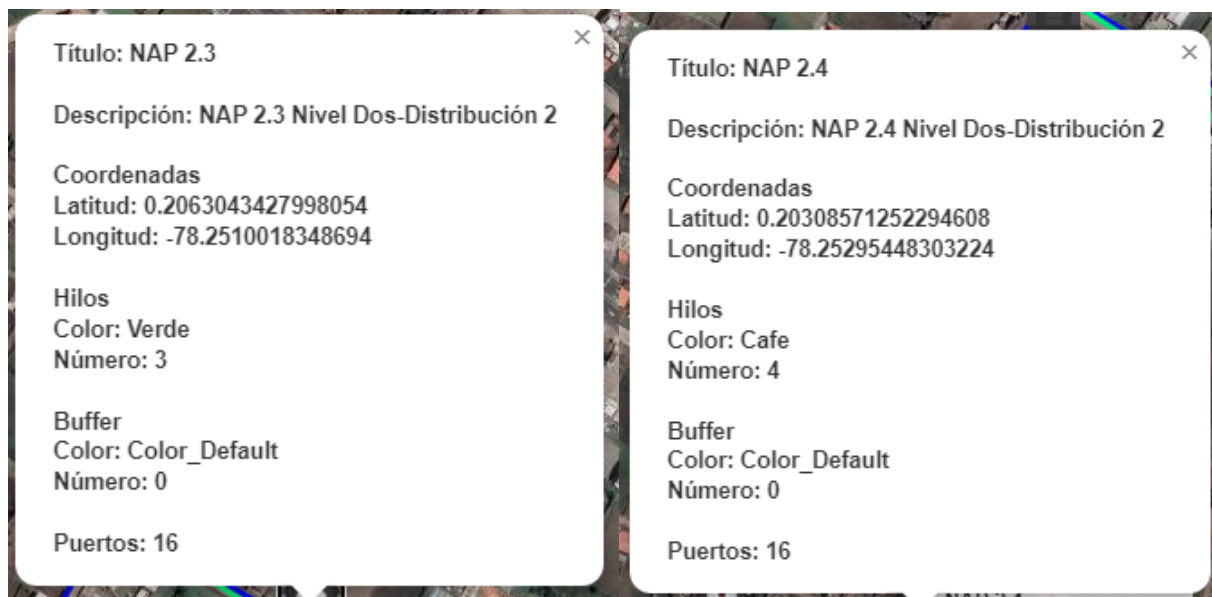 Título: NAP 2.3
Descripción: NAP 2.3 Nivel Dos-Distribución 2
Coordenadas
Latitud: 0.2063043427998054
Longitud: -78.2510018348694
Hilos
Color: Verde
Número: 3
Buffer
Color: Color_Default
Número: 0
Puertos: 16
Título: NAP 2.4
Descripción: NAP 2.4 Nivel Dos-Distribución 2
Coordenadas
Latitud: 0.20308571252294608
Longitud: -78.25295448303224
Hilos
Color: Cafe
Número: 4
Buffer
Color: Color_Default
Número: 0
Puertos: 16